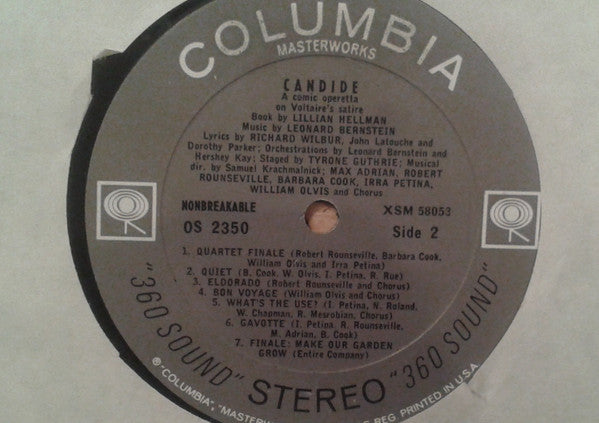 COLUMBIA
MASTERWORKS
CANDIDE
A comic operetta
on Voltaire's satire
Book by LILLIAN HELLMAN
Music by LEONARD BERNSTEIN
Lyrics by RICHARD WILBUR, John Latouche and
Dorothy Parker; Orchestrations by Leonard Bernstein and
Hershey Kay; Staged by TYRONE GUTHRIE; Musical
dir. by Samuel Krachmalnick; MAX ADRIAN, ROBERT
ROUNSEVILLE, BARBARA COOK, IRRA PETINA,
WILLIAM OLVIS and Chorus
NONBREAKABLE
XSM 58053
OS 2350
Side 2
1. QUARTET FINALE (Robert Rounseville, Barbara Cook,
William Olvis and Irra Petina)
2. QUIET (B. Cook, W. Olvis, I. Petina, R. Rue)
3. ELDORADO (Robert Rounseville and Chorus)
4. BON VOYAGE (William Olvis and Chorus)
5. WHAT'S THE USE? (I. Petina, N. Roland,
W. Chapman, R. Mesrobian, Chorus)
6. GAVOTTE (I. Petina, R. Rounseville,
M. Adrian, B. Cook)
7. FINALE: MAKE OUR GARDEN
GROW (Entire Company)
"360 SOUND" STEREO "360 SOUND"
® "COLUMBIA", "MASTERW REG. PRINTED IN U.S.A.